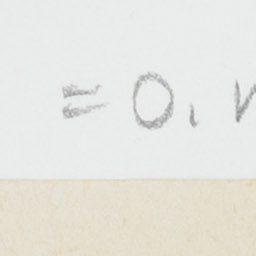 = 0,